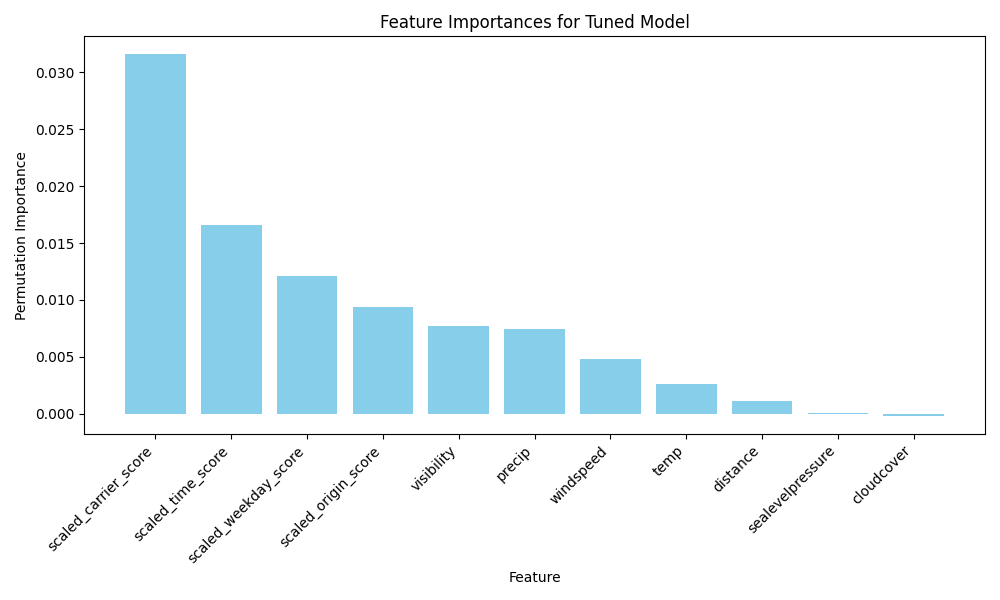 Feature Importances for Tuned Model
Permutation Importance
0.030
0.025
0.020
0.015
0.010
0.005
0.000
scaled_carrier_score
scaled_time_score
scaled_weekday_score
scaled_origin_score
visibility
precip
windspeed
temp
distance
sealevelpressure
cloudcover
Feature